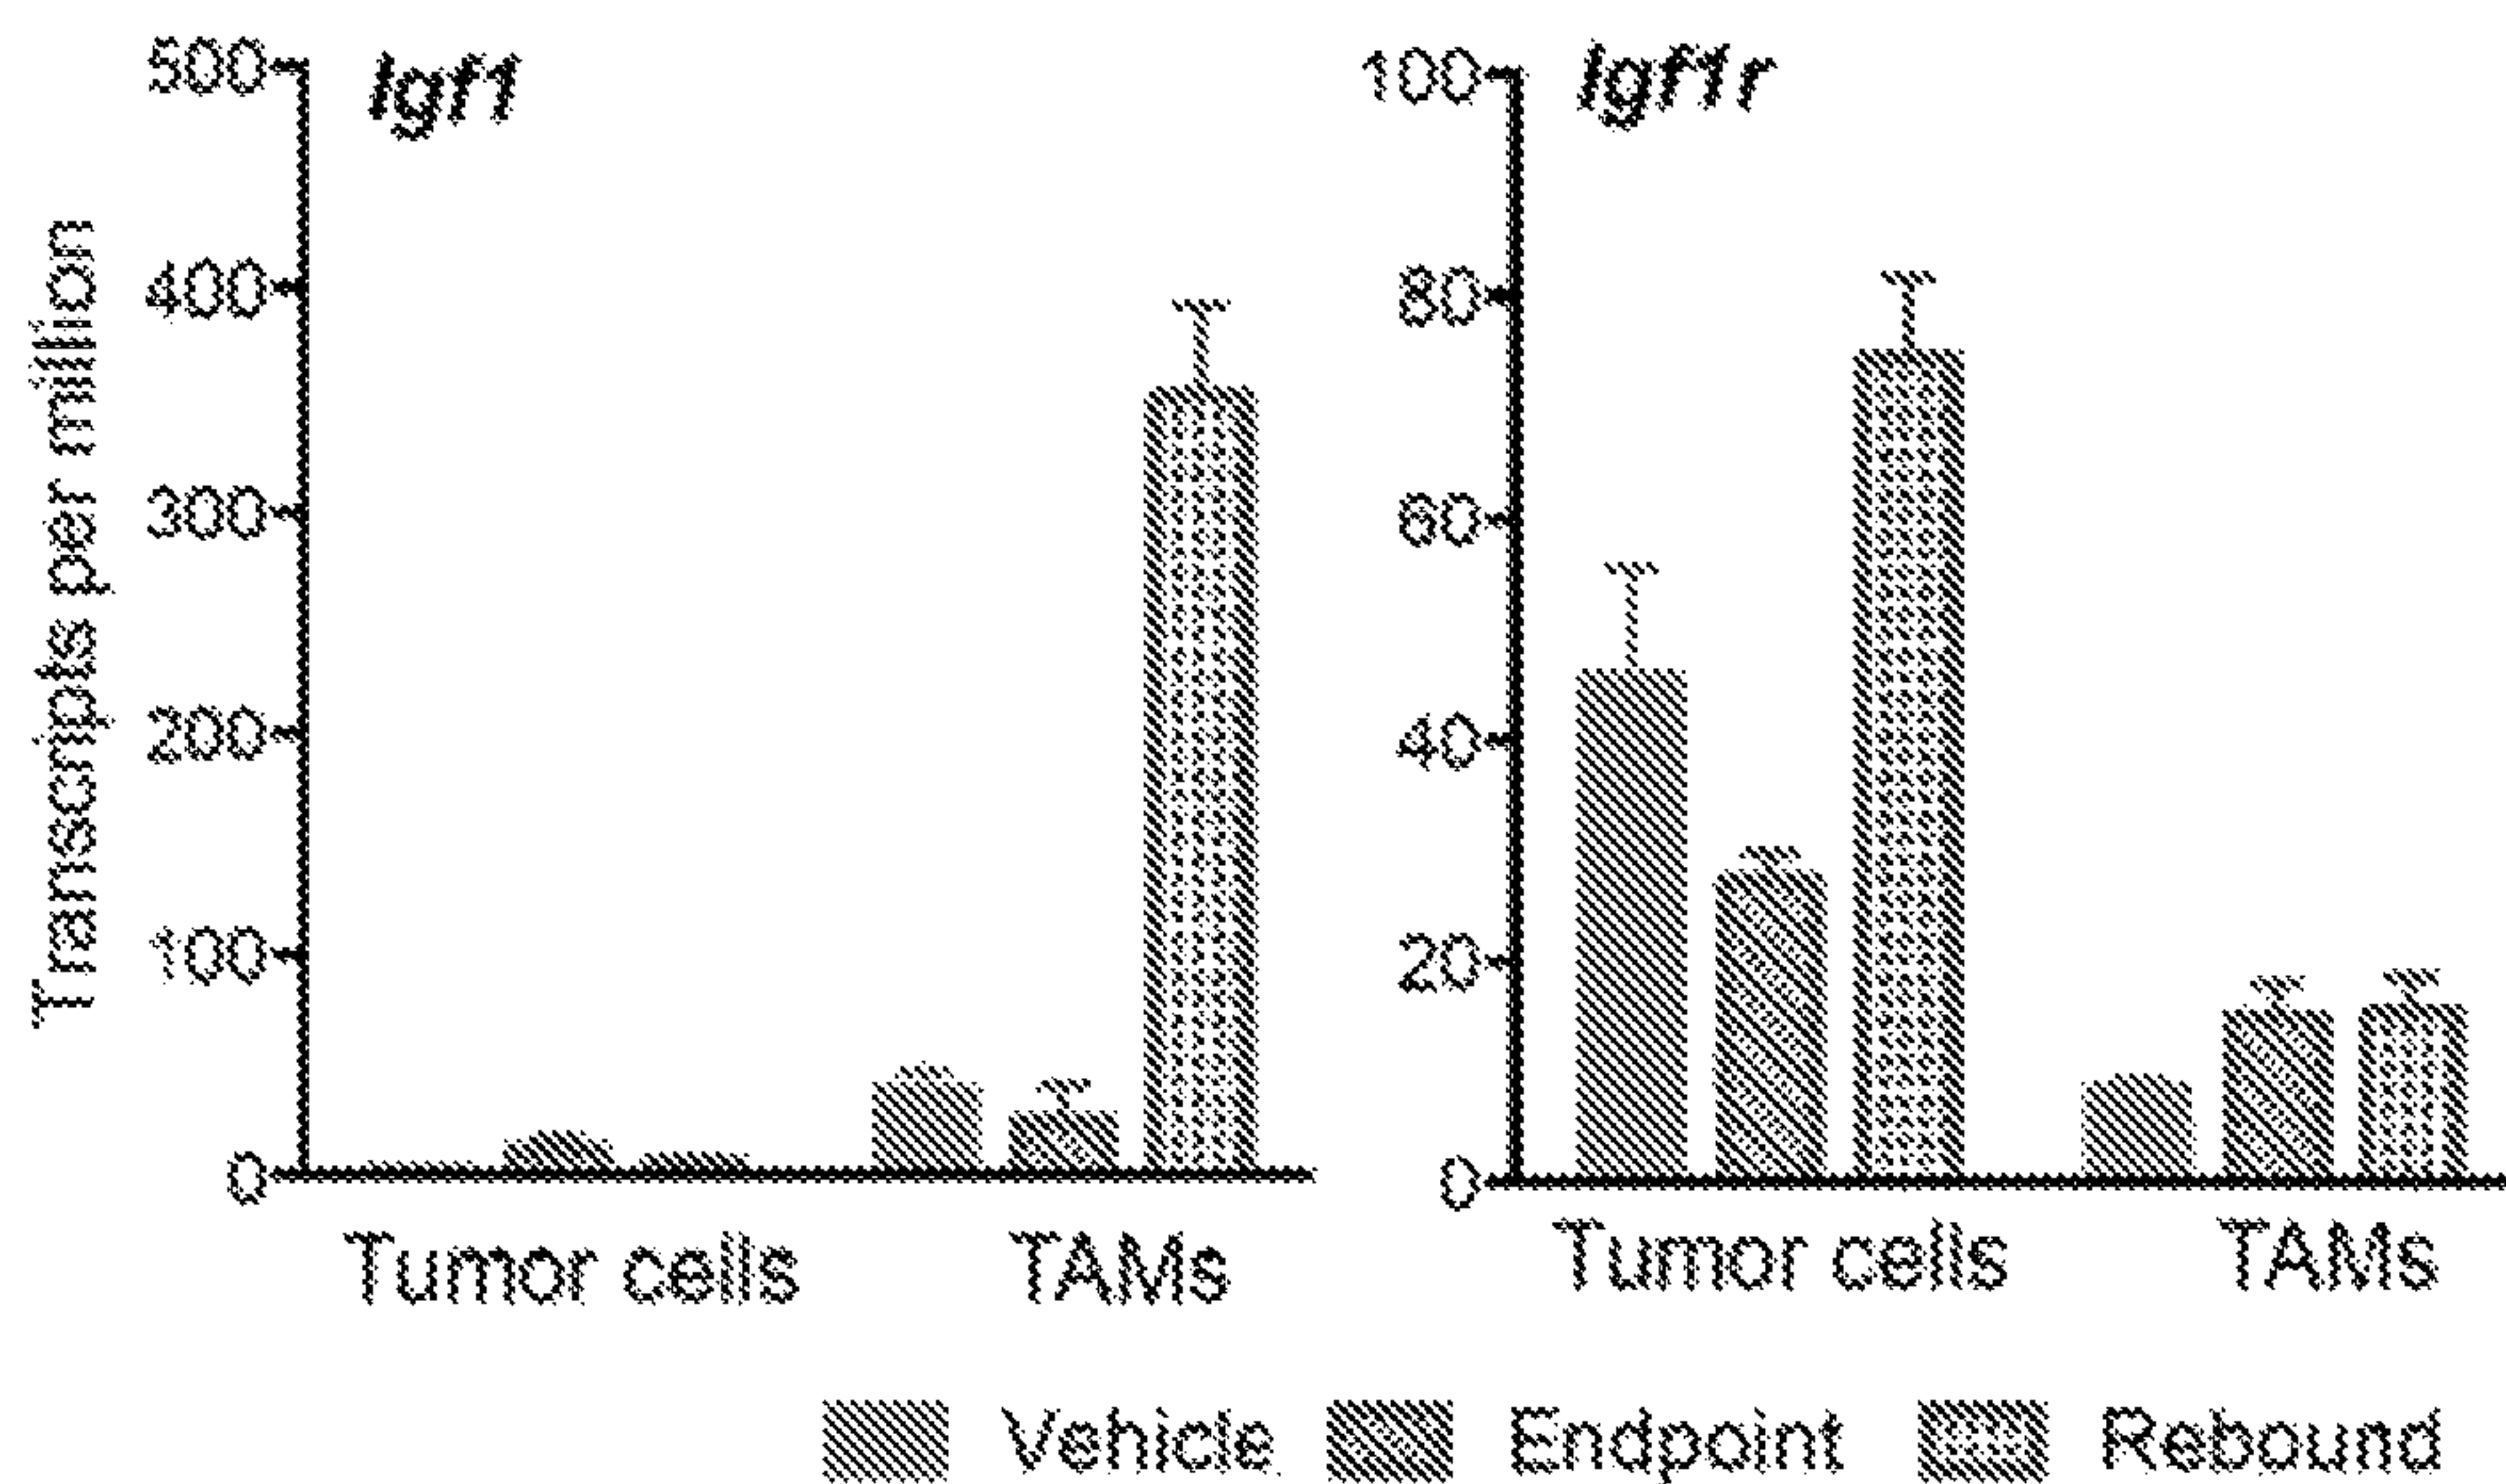 Transcripts per million
Igf1
500
400
300
200
100
0
Tumor cells TAMs
Igf1r
100
80
60
40
20
0
Tumor cells TAMs
Vehicle Endpoint Rebound